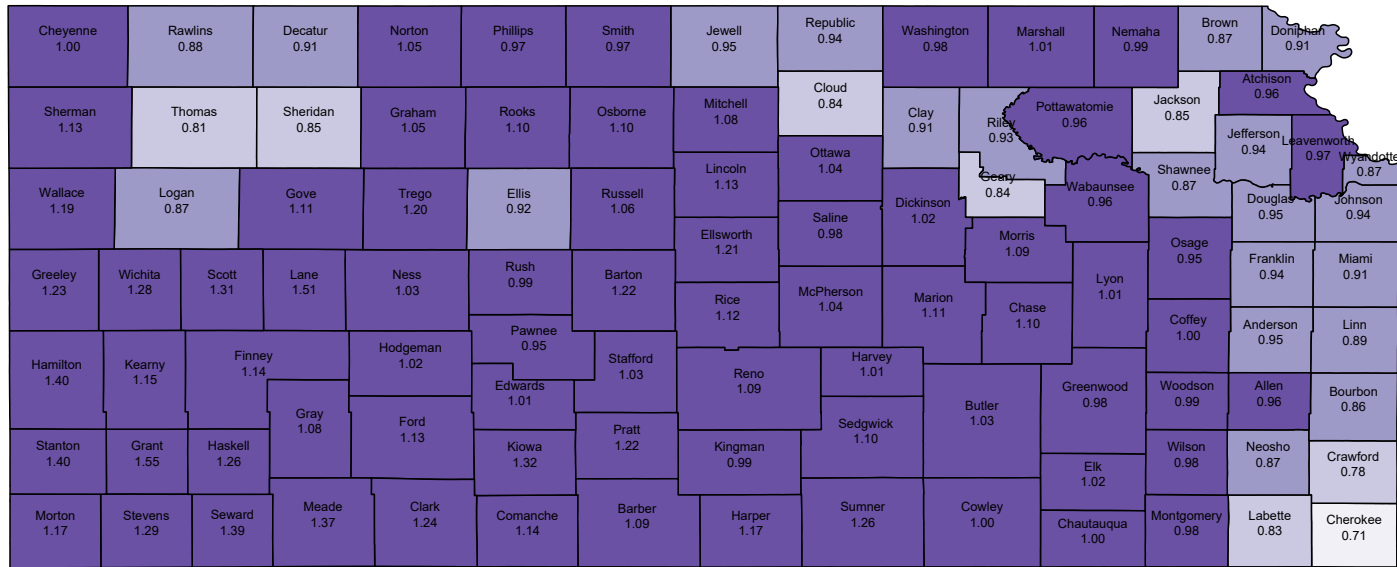 Cheyenne
1.00
Rawlins
0.88
Decatur
0.91
Norton
1.05
Phillips
0.97
Smith
0.97
Jewell
0.95
Republic
0.94
Washington
0.98
Marshall
1.01
Nemaha
0.99
Brown
0.87
Doniphan
0.91
Sherman
1.13
Thomas
0.81
Sheridan
0.85
Graham
1.05
Rooks
1.10
Osborne
1.10
Mitchell
1.08
Cloud
0.84
Clay
0.91
Riley
0.93
Pottawatomie
0.96
Jackson
0.85
Atchison
0.96
Jefferson
0.94
Leavenworth
0.97
Wyandotte
0.87
Wallace
1.19
Logan
0.87
Gove
1.11
Trego
1.20
Ellis
0.92
Russell
1.06
Lincoln
1.13
Ottawa
1.04
Saline
0.98
Dickinson
1.02
Geary
0.84
Wabaunsee
0.96
Shawnee
0.87
Douglas
0.95
Johnson
0.94
Ellsworth
1.21
Morris
1.09
Osage
0.95
Franklin
0.94
Miami
0.91
Greeley
1.23
Wichita
1.28
Scott
1.31
Lane
1.51
Ness
1.03
Rush
0.99
Barton
1.22
Rice
1.12
McPherson
1.04
Marion
1.11
Chase
1.10
Lyon
1.01
Coffey
1.00
Anderson
0.95
Linn
0.89
Hamilton
1.40
Kearny
1.15
Finney
1.14
Hodgeman
1.02
Pawnee
0.95
Stafford
1.03
Edwards
1.01
Reno
1.09
Harvey
1.01
Gray
1.08
Ford
1.13
Butler
1.03
Greenwood
0.98
Woodson
0.99
Allen
0.96
Bourbon
0.86
Stanton
1.40
Grant
1.55
Haskell
1.26
Kiowa
1.32
Pratt
1.22
Kingman
0.99
Sedgwick
1.10
Elk
1.02
Wilson
0.98
Neosho
0.87
Crawford
0.78
Morton
1.17
Stevens
1.29
Seward
1.39
Meade
1.37
Clark
1.24
Comanche
1.14
Barber
1.09
Harper
1.17
Sumner
1.26
Cowley
1.00
Chautauqua
1.00
Montgomery
0.98
Labette
0.83
Cherokee
0.71